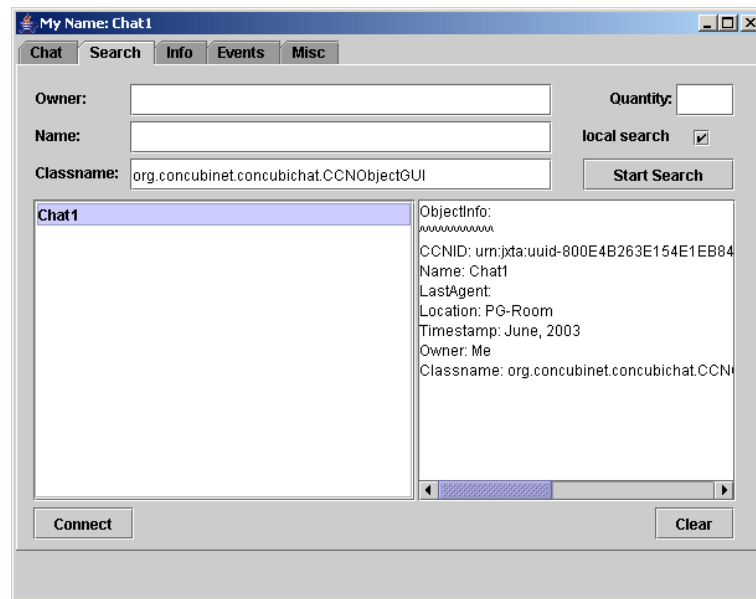 My Name: Chat1
Chat Search Info Events Misc
Owner: Quantity:
Name: local search
Classname: org.concubinet.concubichat.CCNObjectGUI Start Search
Chat1
ObjectInfo:
^^^^^^^^^^^^
CCNID: urn:jxta:uuid-800E4B263E154E1EB84
Name: Chat1
LastAgent:
Location: PG-Room
Timestamp: June, 2003
Owner: Me
Classname: org.concubinet.concubichat.CCN
Connect Clear